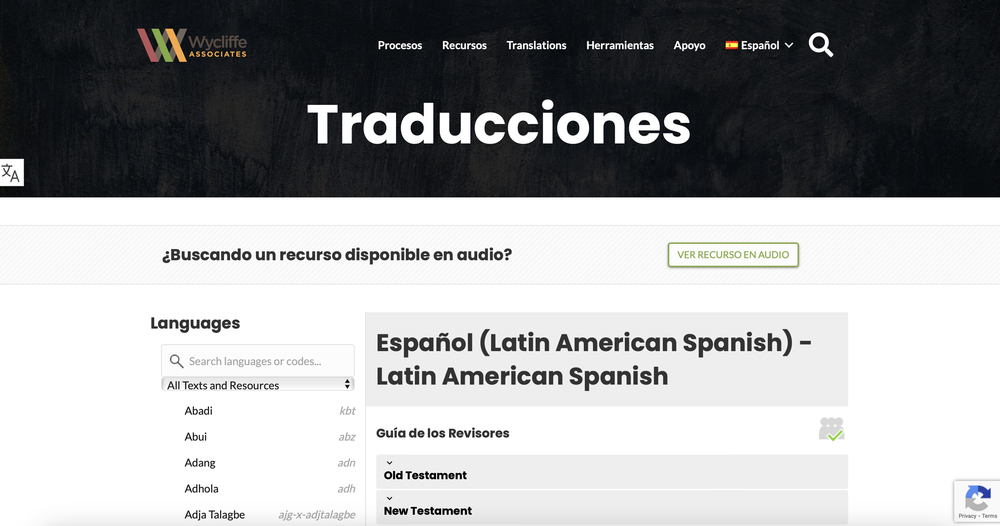 Wycliffe
ASSOCIATES
Procesos Recursos Translations Herramientas Apoyo Español
Traducciones
文A
¿Buscando un recurso disponible en audio?
VER RECURSO EN AUDIO
Languages
Search languages or codes...
All Texts and Resources
Abadi kbt
Abui abz
Adang adn
Adhola adh
Adja Talagbe ajg-x-adjtalagbe
Español (Latin American Spanish) -
Latin American Spanish
Guía de los Revisores
Old Testament
New Testament
Privacy - Terms